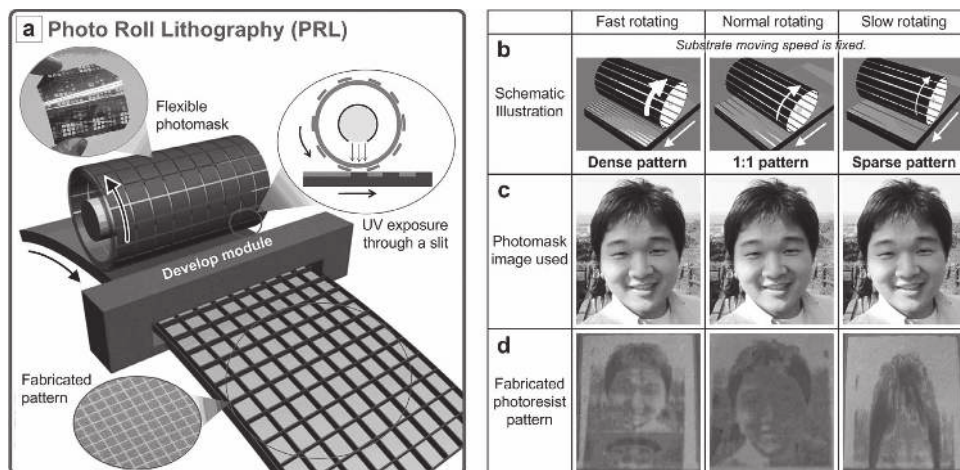 a Photo Roll Lithography (PRL)
Flexible
photomask
UV exposure
through a slit
Develop module
Fabricated
pattern
Fast rotating
Normal rotating
Slow rotating
b
Substrate moving speed is fixed.
Schematic
Illustration
Dense pattern
1:1 pattern
Sparse pattern
c
Photomask
image used
d
Fabricated
photoresist
pattern